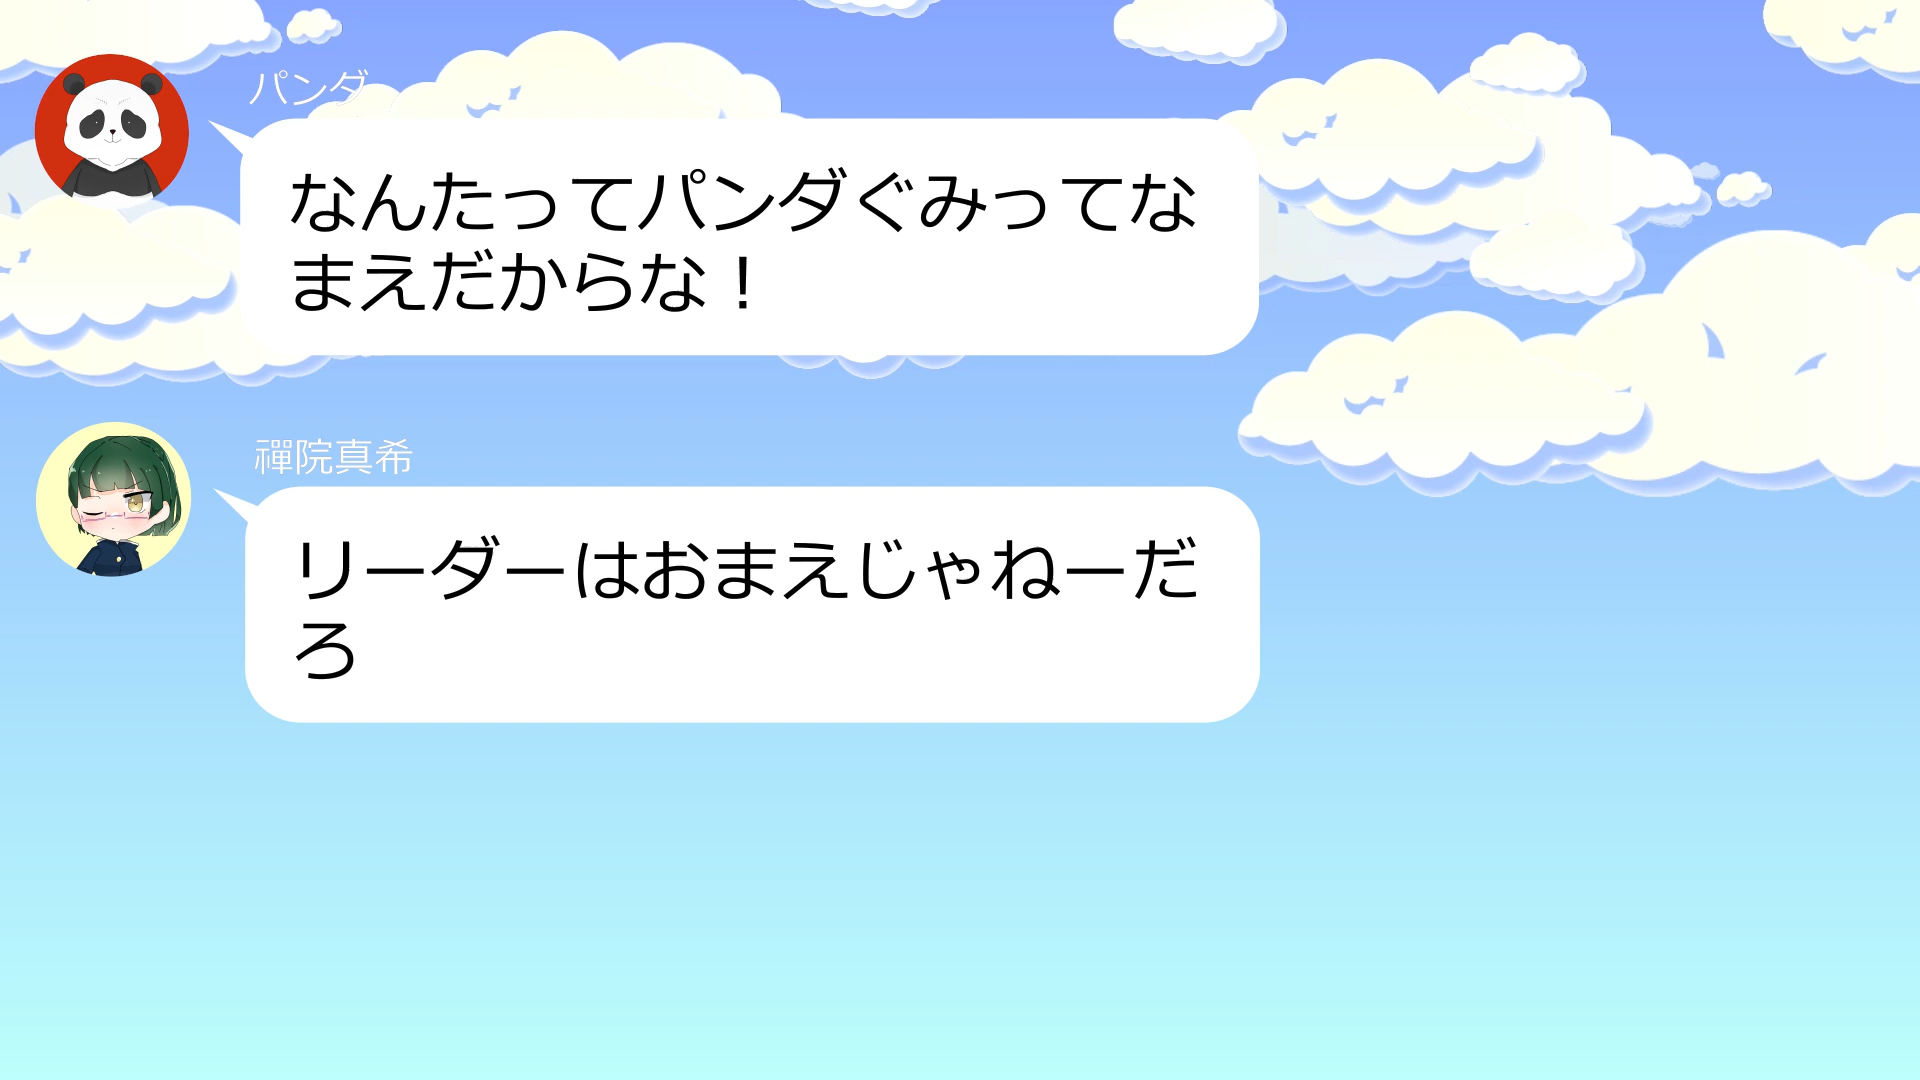 パンダ
なんたってパンダぐみってな
まえだからな！
禪院真希
リーダーはおまえじゃねーだ
ろ